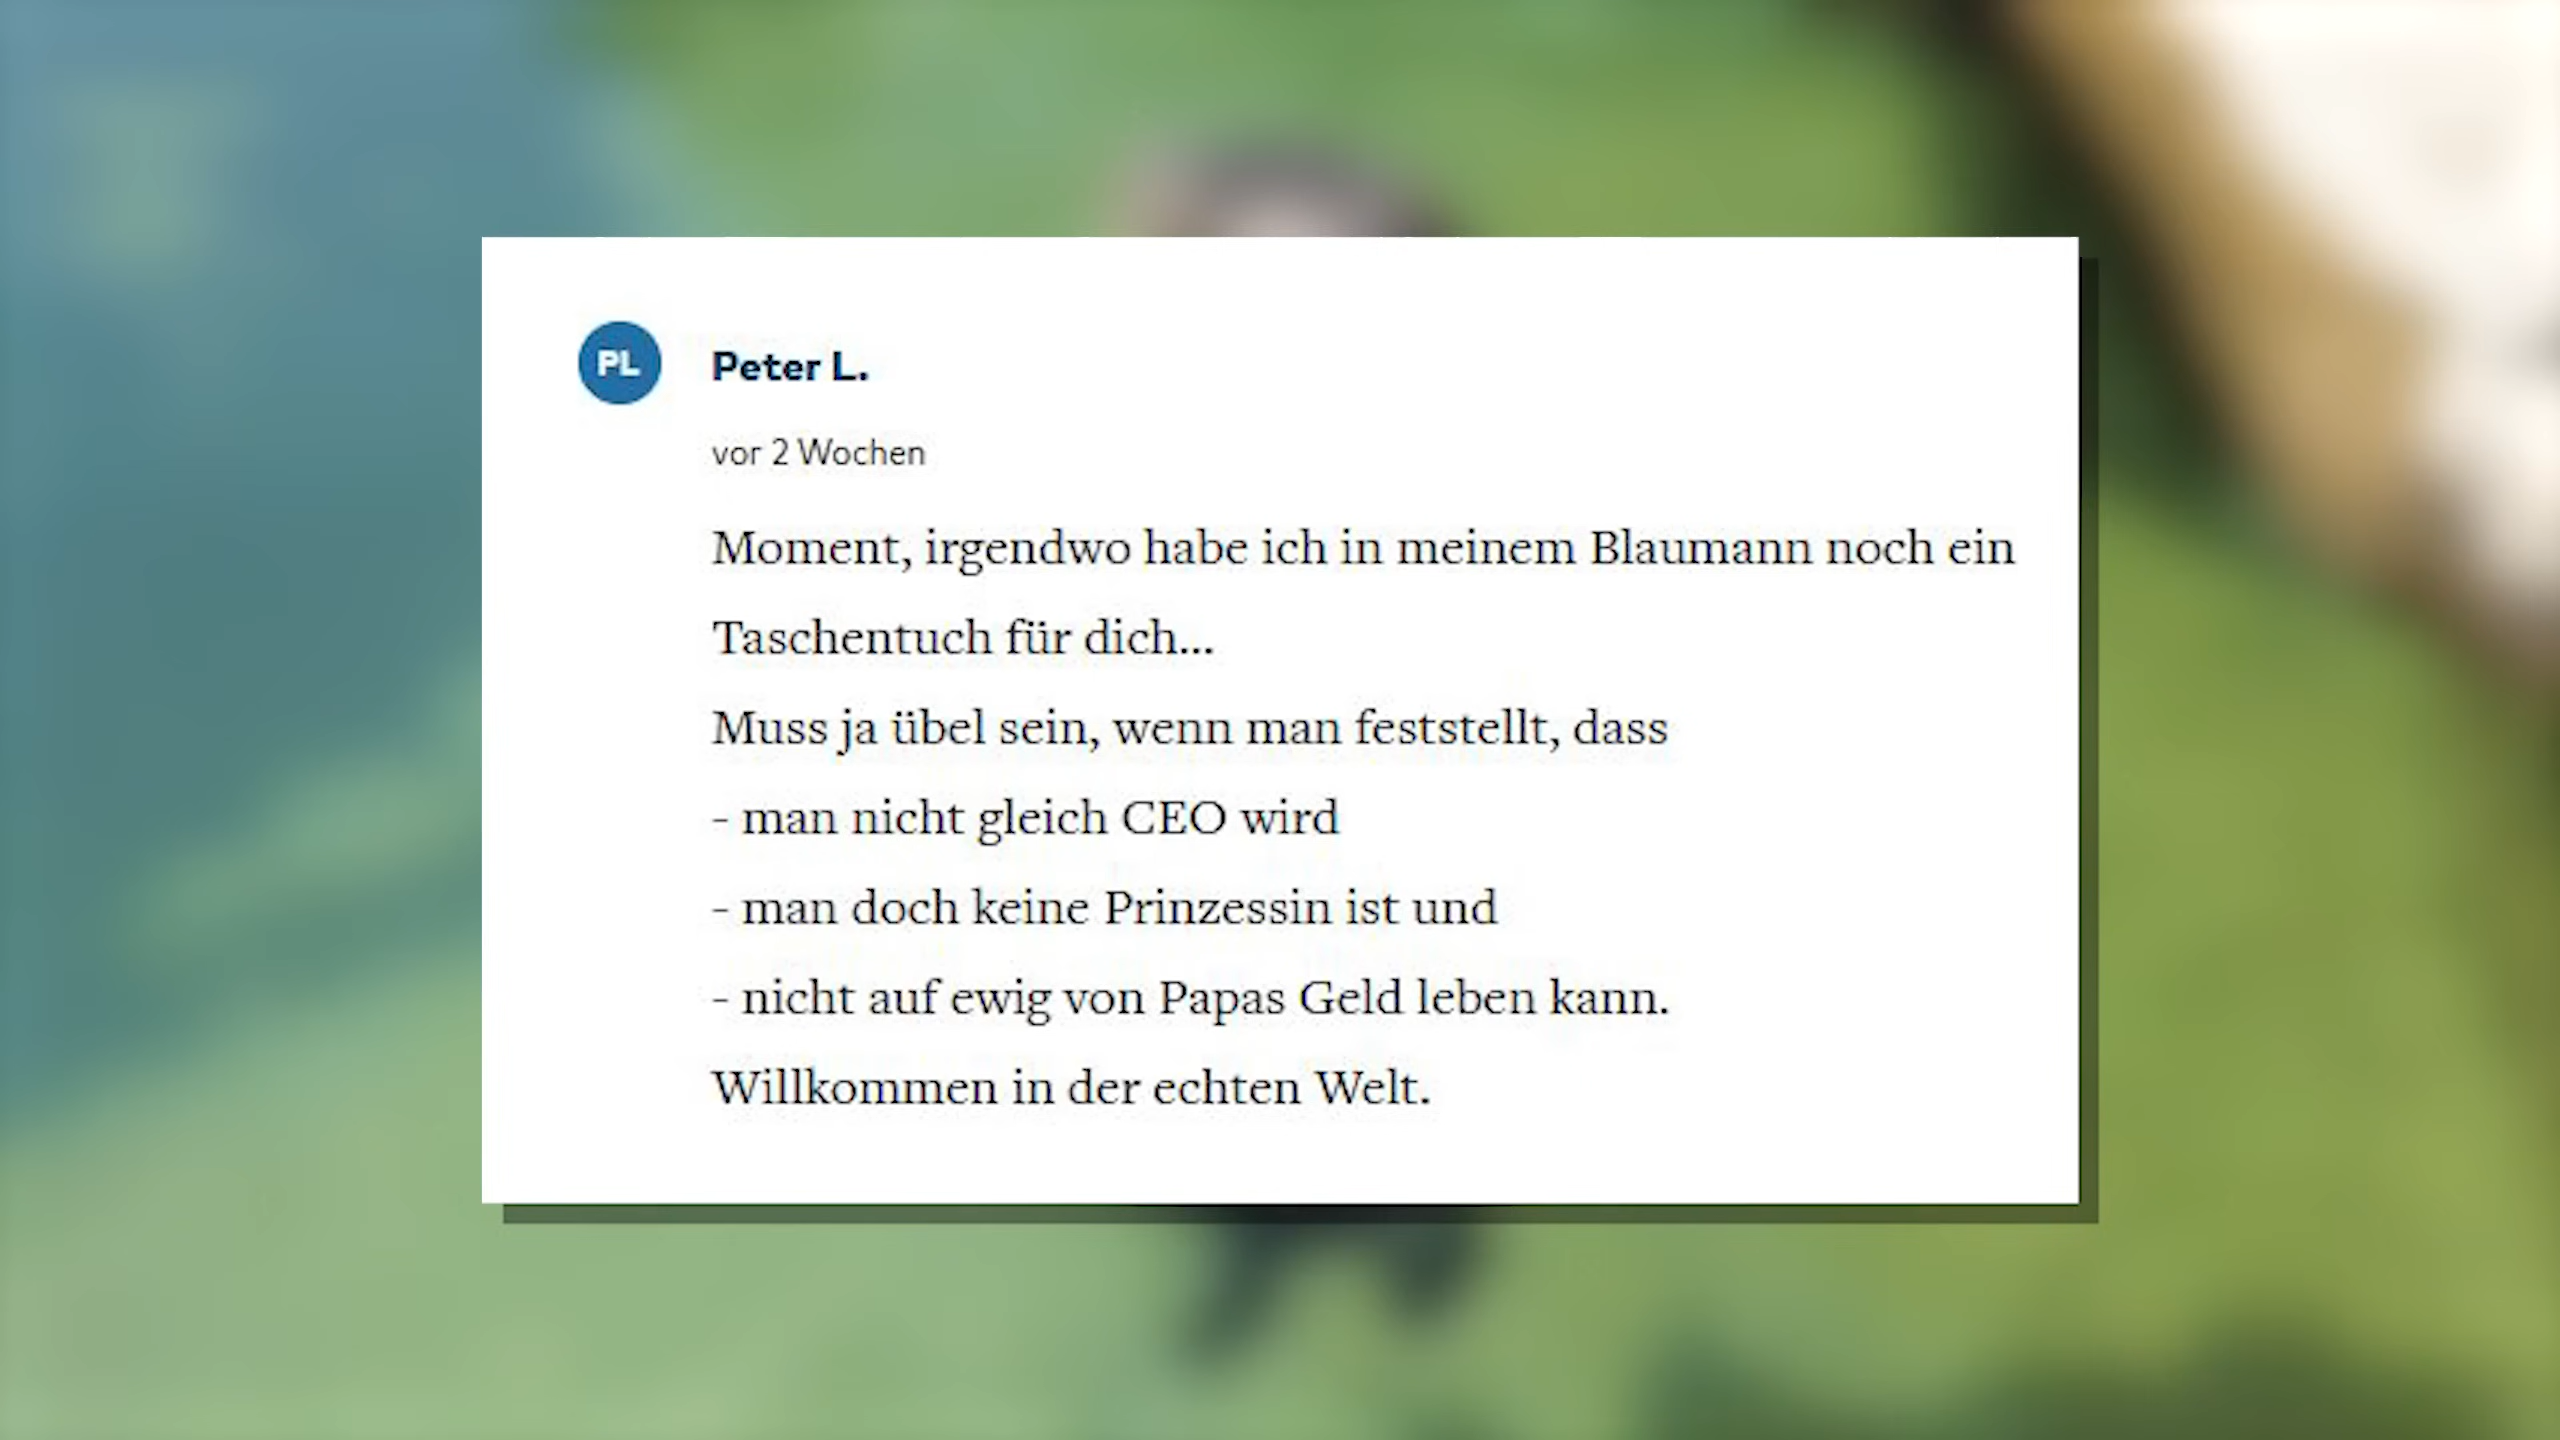 PL
Peter L.
vor 2 Wochen
Moment, irgendwo habe ich in meinem Blaumann noch ein
Taschentuch für dich...
Muss ja übel sein, wenn man feststellt, dass
- man nicht gleich CEO wird
- man doch keine Prinzessin ist und
- nicht auf ewig von Papas Geld leben kann.
Willkommen in der echten Welt.